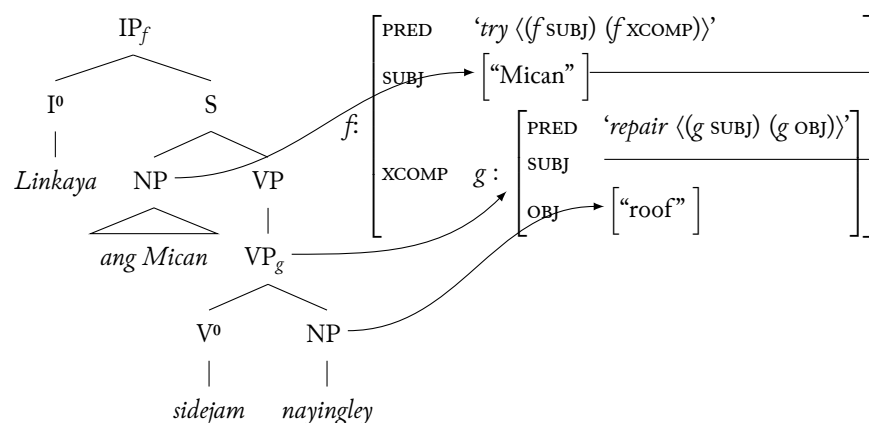 IP_f
PRED ‘try ⟨(f SUBJ) (f XCOMP)⟩’
SUBJ [“Mican”]
I⁰ S
f:
PRED ‘repair ⟨(g SUBJ) (g OBJ)⟩’
Linkaya NP VP
XCOMP g :
SUBJ
OBJ [“roof”]
ang Mican VP_g
V⁰ NP
sidejam nayingley